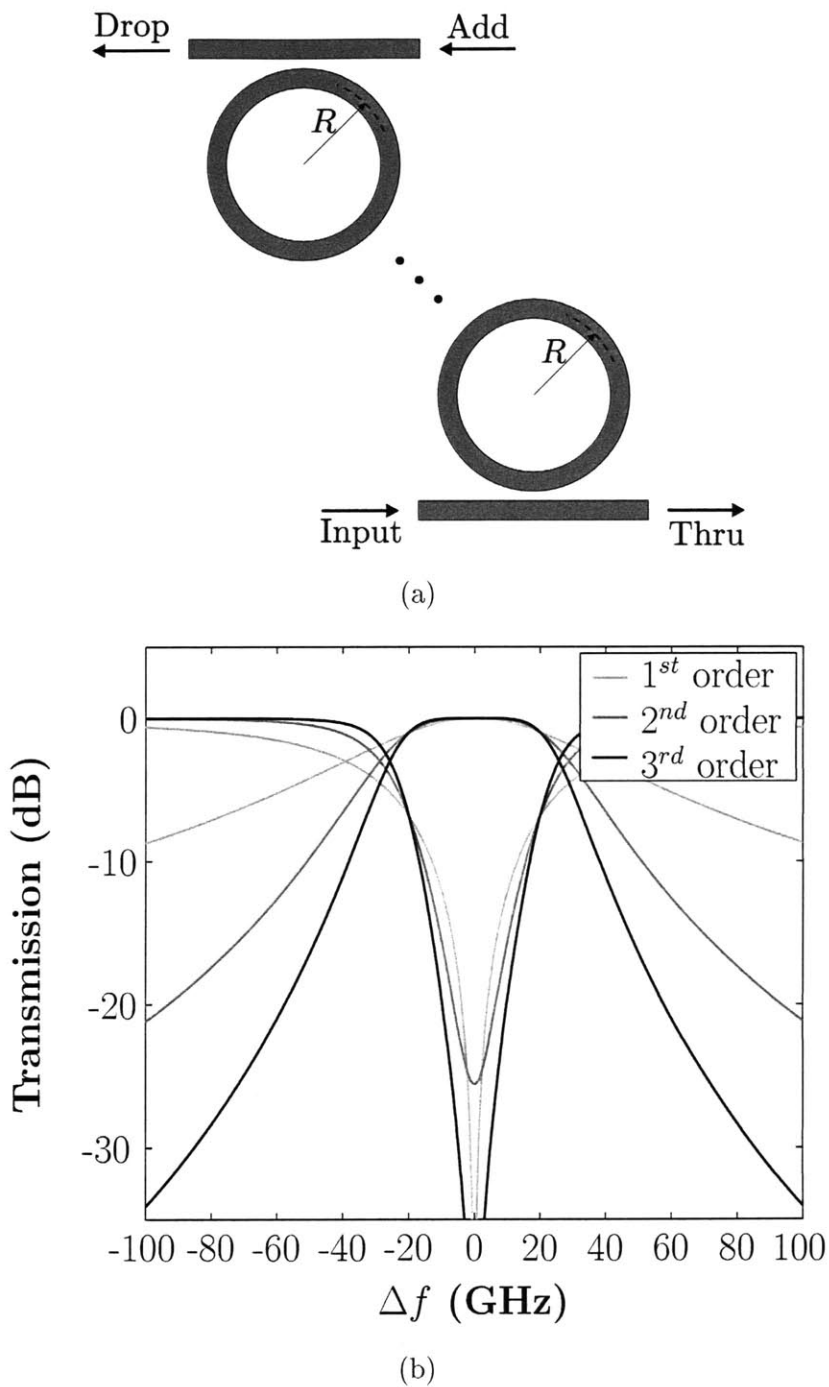 Drop
Add
R
R
Input
Thru
(a)
1st order
2nd order
3rd order
0
-10
-20
-30
Transmission (dB)
-100 -80 -60 -40 -20 0 20 40 60 80 100
Δf (GHz)
(b)